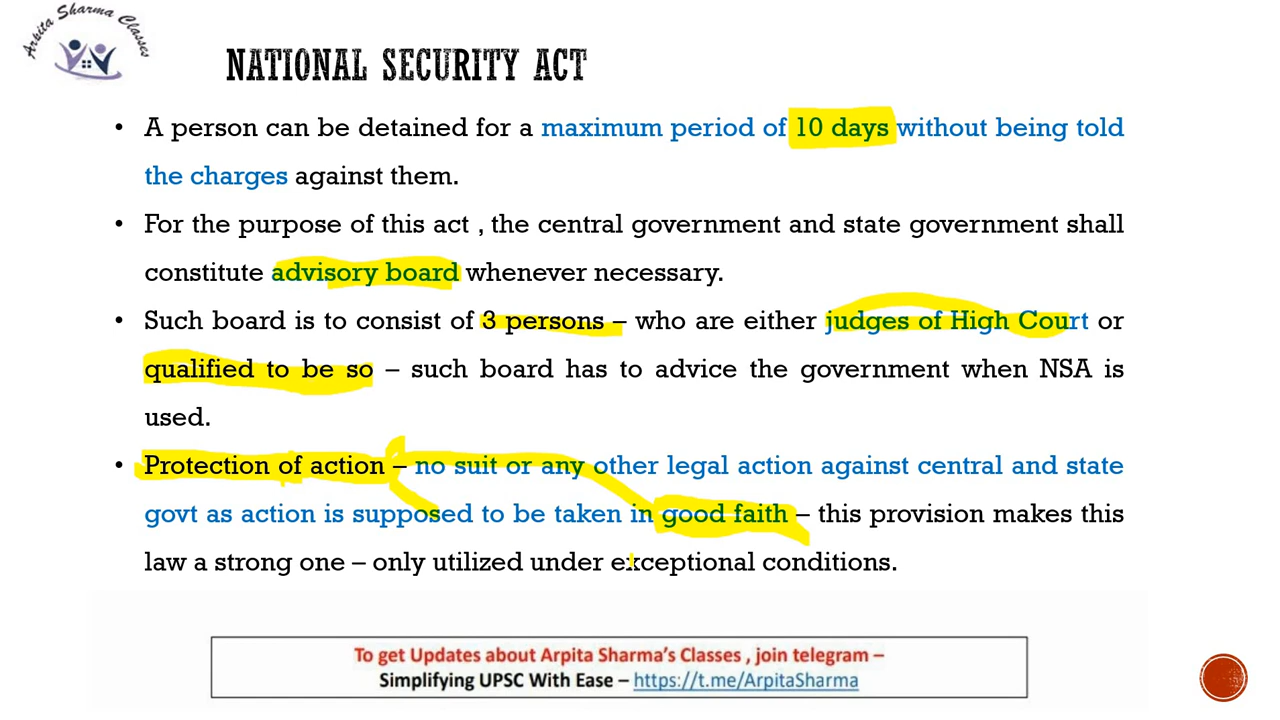 Arpita Sharma Classes
NATIONAL SECURITY ACT
• A person can be detained for a maximum period of 10 days without being told
the charges against them.
• For the purpose of this act , the central government and state government shall
constitute advisory board whenever necessary.
• Such board is to consist of 3 persons – who are either judges of High Court or
qualified to be so – such board has to advice the government when NSA is
used.
• Protection of action – no suit or any other legal action against central and state
govt as action is supposed to be taken in good faith – this provision makes this
law a strong one – only utilized under exceptional conditions.
To get Updates about Arpita Sharma's Classes , join telegram –
Simplifying UPSC With Ease – https://t.me/ArpitaSharma